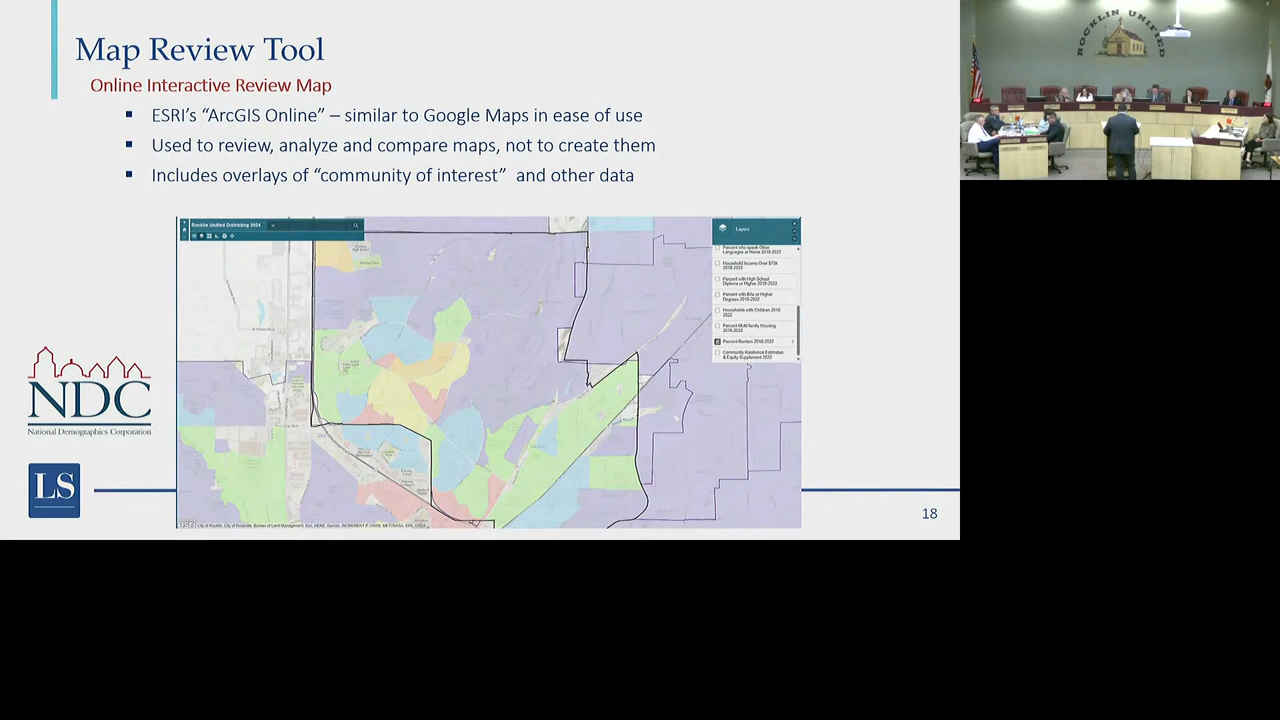 Map Review Tool
Online Interactive Review Map
▪ ESRI's “ArcGIS Online” – similar to Google Maps in ease of use
▪ Used to review, analyze and compare maps, not to create them
▪ Includes overlays of “community of interest” and other data
ROCKLIN UNIFIED
Rocklin Unified Districting 2024
Layers
Percent who speak Other
Languages at Home 2018-2022
Household Income Over $75k
2018-2022
Percent with High School
Diploma or Higher 2018-2022
Percent with BAs or Higher
Degrees 2018-2022
Households with Children 2018-
2022
Percent Multi-family Housing
2018-2022
Percent Renters 2018-2022
Community Resilience Estimates
& Equity Supplement 2022
NDC
National Demographics Corporation
LS
esri
18